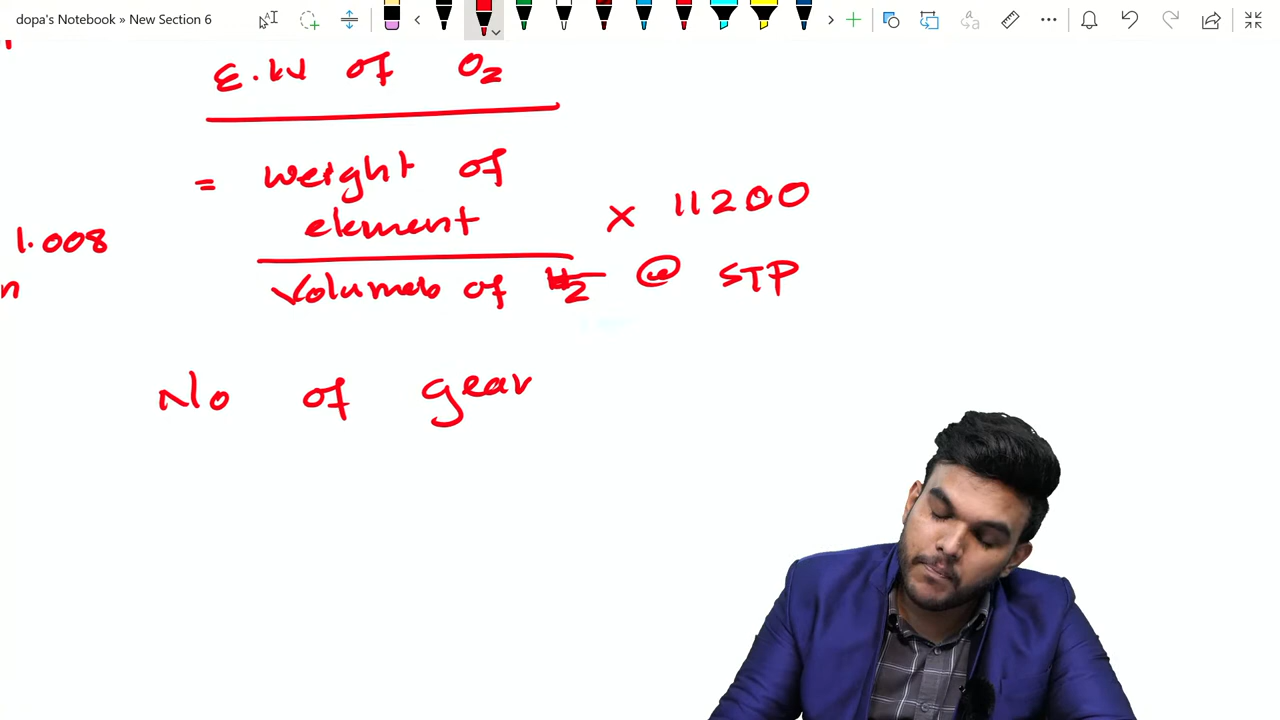 dopa's Notebook » New Section 6
E.W of O2
= weight of
element
x 11200
1.008
n
Volumes of H2 @ STP
No of gear